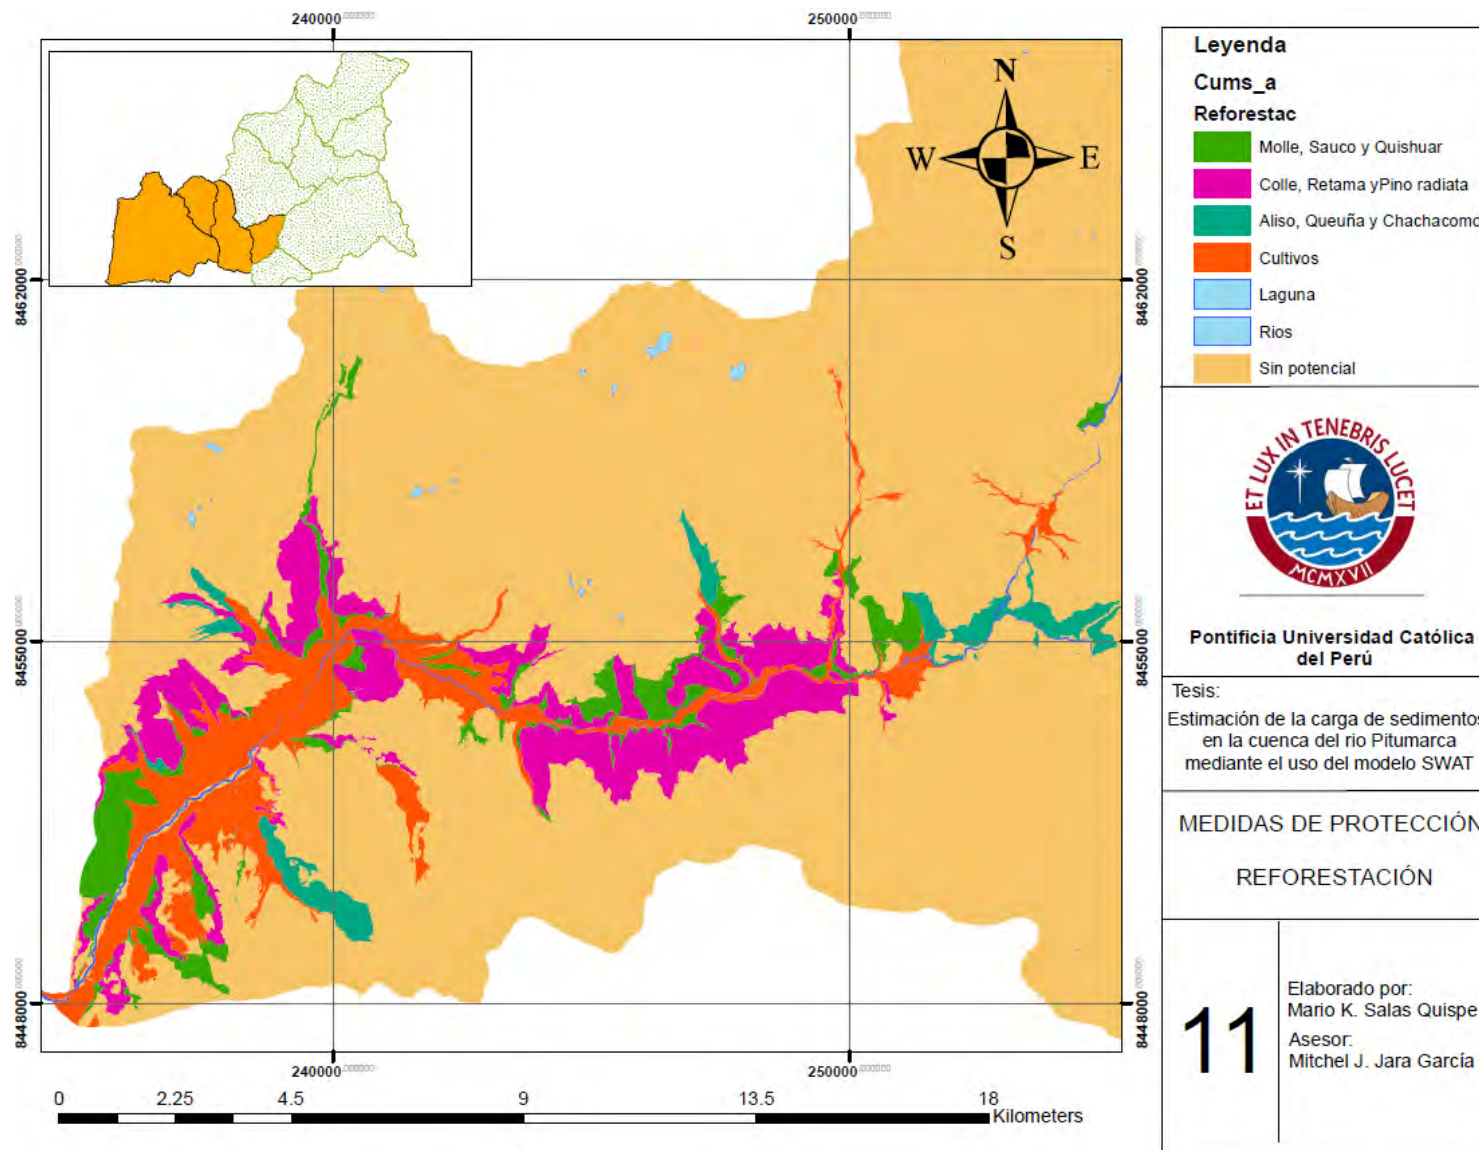 240000
250000
N
W
E
S
8462000
8462000
8455000
8455000
8448000
8448000
240000
250000
0
2.25
4.5
9
13.5
18
Kilometers
Leyenda
Cums_a
Reforestac
Molle, Sauco y Quishuar
Colle, Retama yPino radiata
Aliso, Queuña y Chachacomo
Cultivos
Laguna
Rios
Sin potencial
ET LUX IN TENEBRIS LUCET
MCMXVII
Pontificia Universidad Católica
del Perú
Tesis:
Estimación de la carga de sedimentos
en la cuenca del rio Pitumarca
mediante el uso del modelo SWAT
MEDIDAS DE PROTECCIÓN
REFORESTACIÓN
11
Elaborado por:
Mario K. Salas Quispe
Asesor:
Mitchel J. Jara García